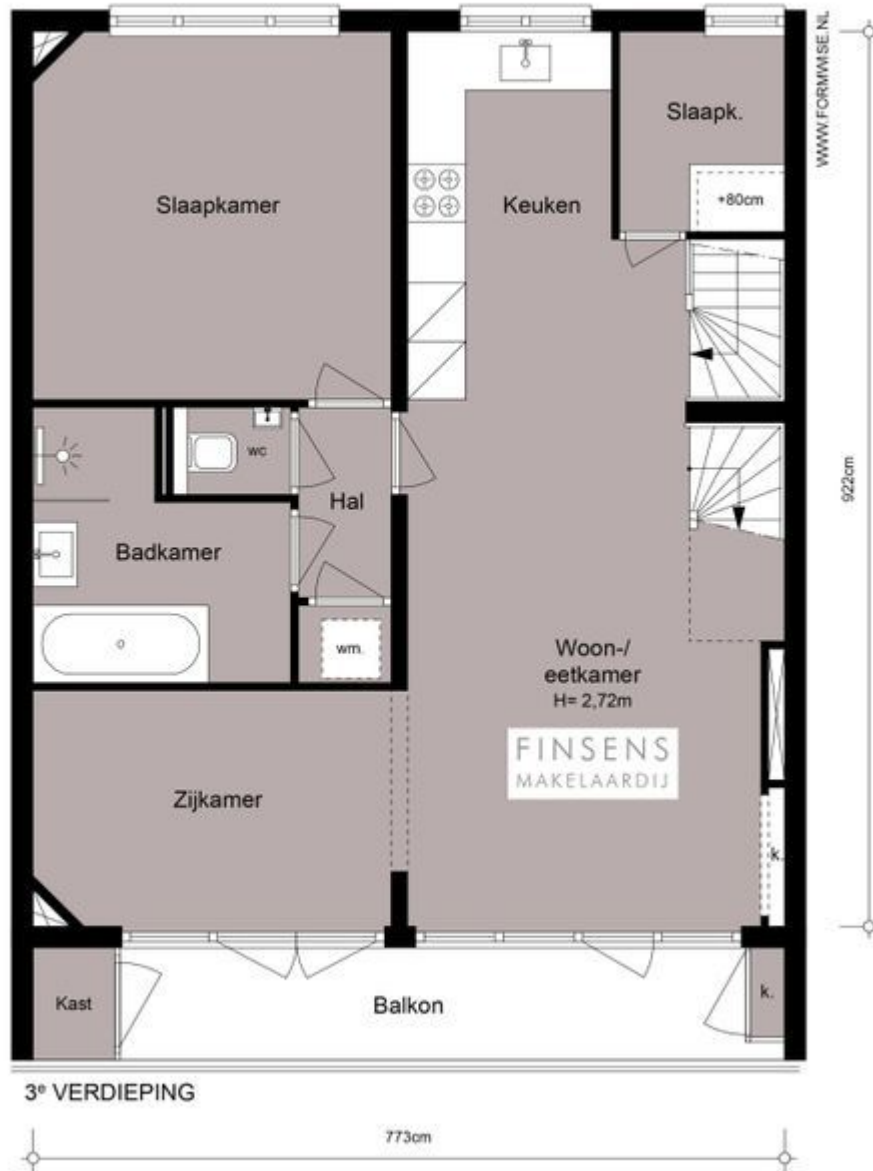 WWW.FORMWISE.NL
Slaapk.
Slaapkamer
Keuken
+80cm
wc
Hal
922cm
Badkamer
wm.
Woon-/
eetkamer
H= 2,72m
FINSENS
MAKELAARDIJ
Zijkamer
k.
Kast
Balkon
k.
3e VERDIEPING
773cm